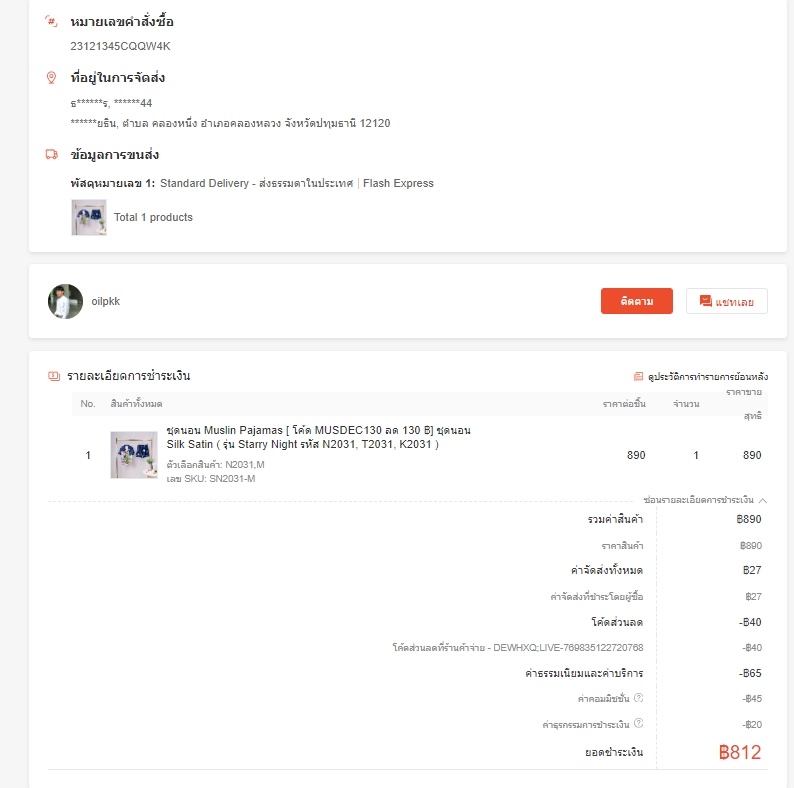 หมายเลขคำสั่งซื้อ
23121345CQQW4K
ที่อยู่ในการจัดส่ง
ธ******ร, ******44
******ยธิน, ตำบล คลองหนึ่ง อำเภอคลองหลวง จังหวัดปทุมธานี 12120
ข้อมูลการขนส่ง
พัสดุหมายเลข 1: Standard Delivery - ส่งธรรมดาในประเทศ | Flash Express
Total 1 products
oilpkk
ติดตาม
แชทเลย
รายละเอียดการชำระเงิน
ดูประวัติการทำรายการย้อนหลัง
No. สินค้าทั้งหมด ราคาต่อชิ้น จำนวน ราคาขายสุทธิ
1
ชุดนอน Muslin Pajamas [ โค้ด MUSDEC130 ลด 130 ฿] ชุดนอน
Silk Satin ( รุ่น Starry Night รหัส N2031, T2031, K2031 )
ตัวเลือกสินค้า: N2031,M
เลข SKU: SN2031-M
890 1 890
ซ่อนรายละเอียดการชำระเงิน
รวมค่าสินค้า ฿890
ราคาสินค้า ฿890
ค่าจัดส่งทั้งหมด ฿27
ค่าจัดส่งที่ชำระโดยผู้ซื้อ ฿27
โค้ดส่วนลด -฿40
โค้ดส่วนลดที่ร้านค้าจ่าย - DEWHXQ;LIVE-769835122720768 -฿40
ค่าธรรมเนียมและค่าบริการ -฿65
ค่าคอมมิชชั่น -฿45
ค่าธุรกรรมการชำระเงิน -฿20
ยอดชำระเงิน ฿812